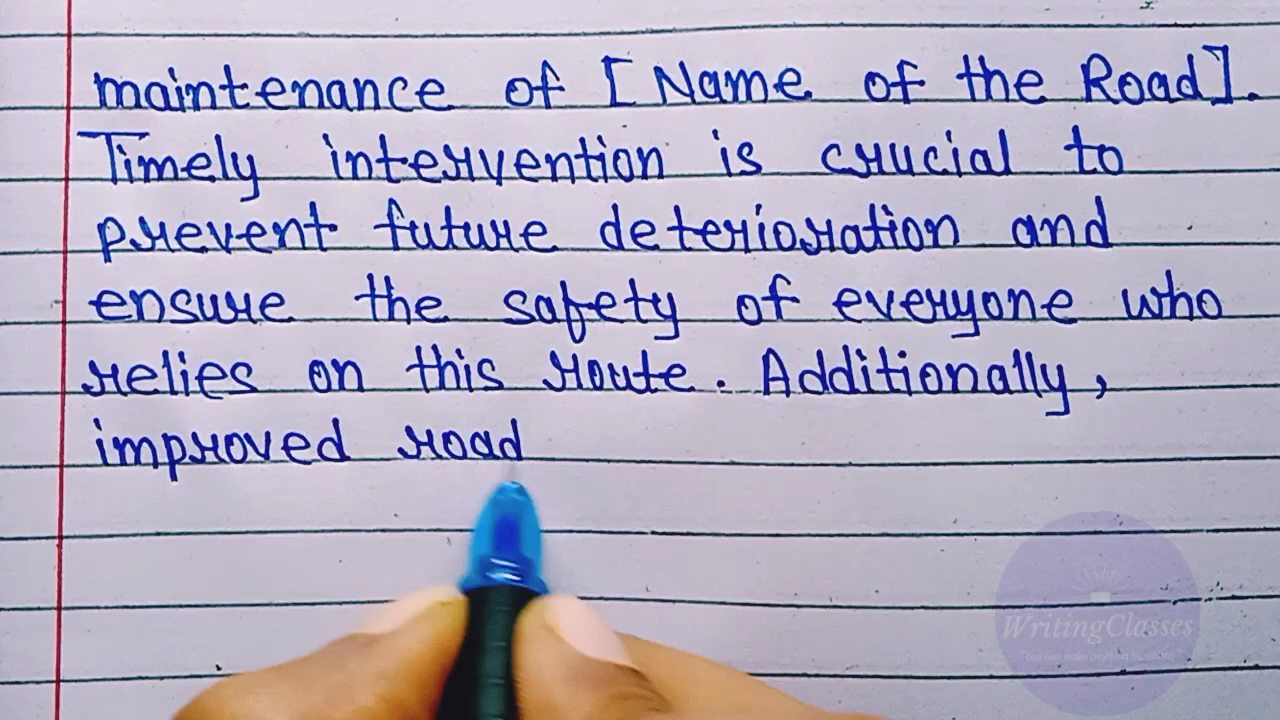 maintenance of [Name of the Road].
Timely intervention is crucial to
prevent future deterioration and
ensure the safety of everyone who
relies on this route. Additionally,
improved road
WritingClasses